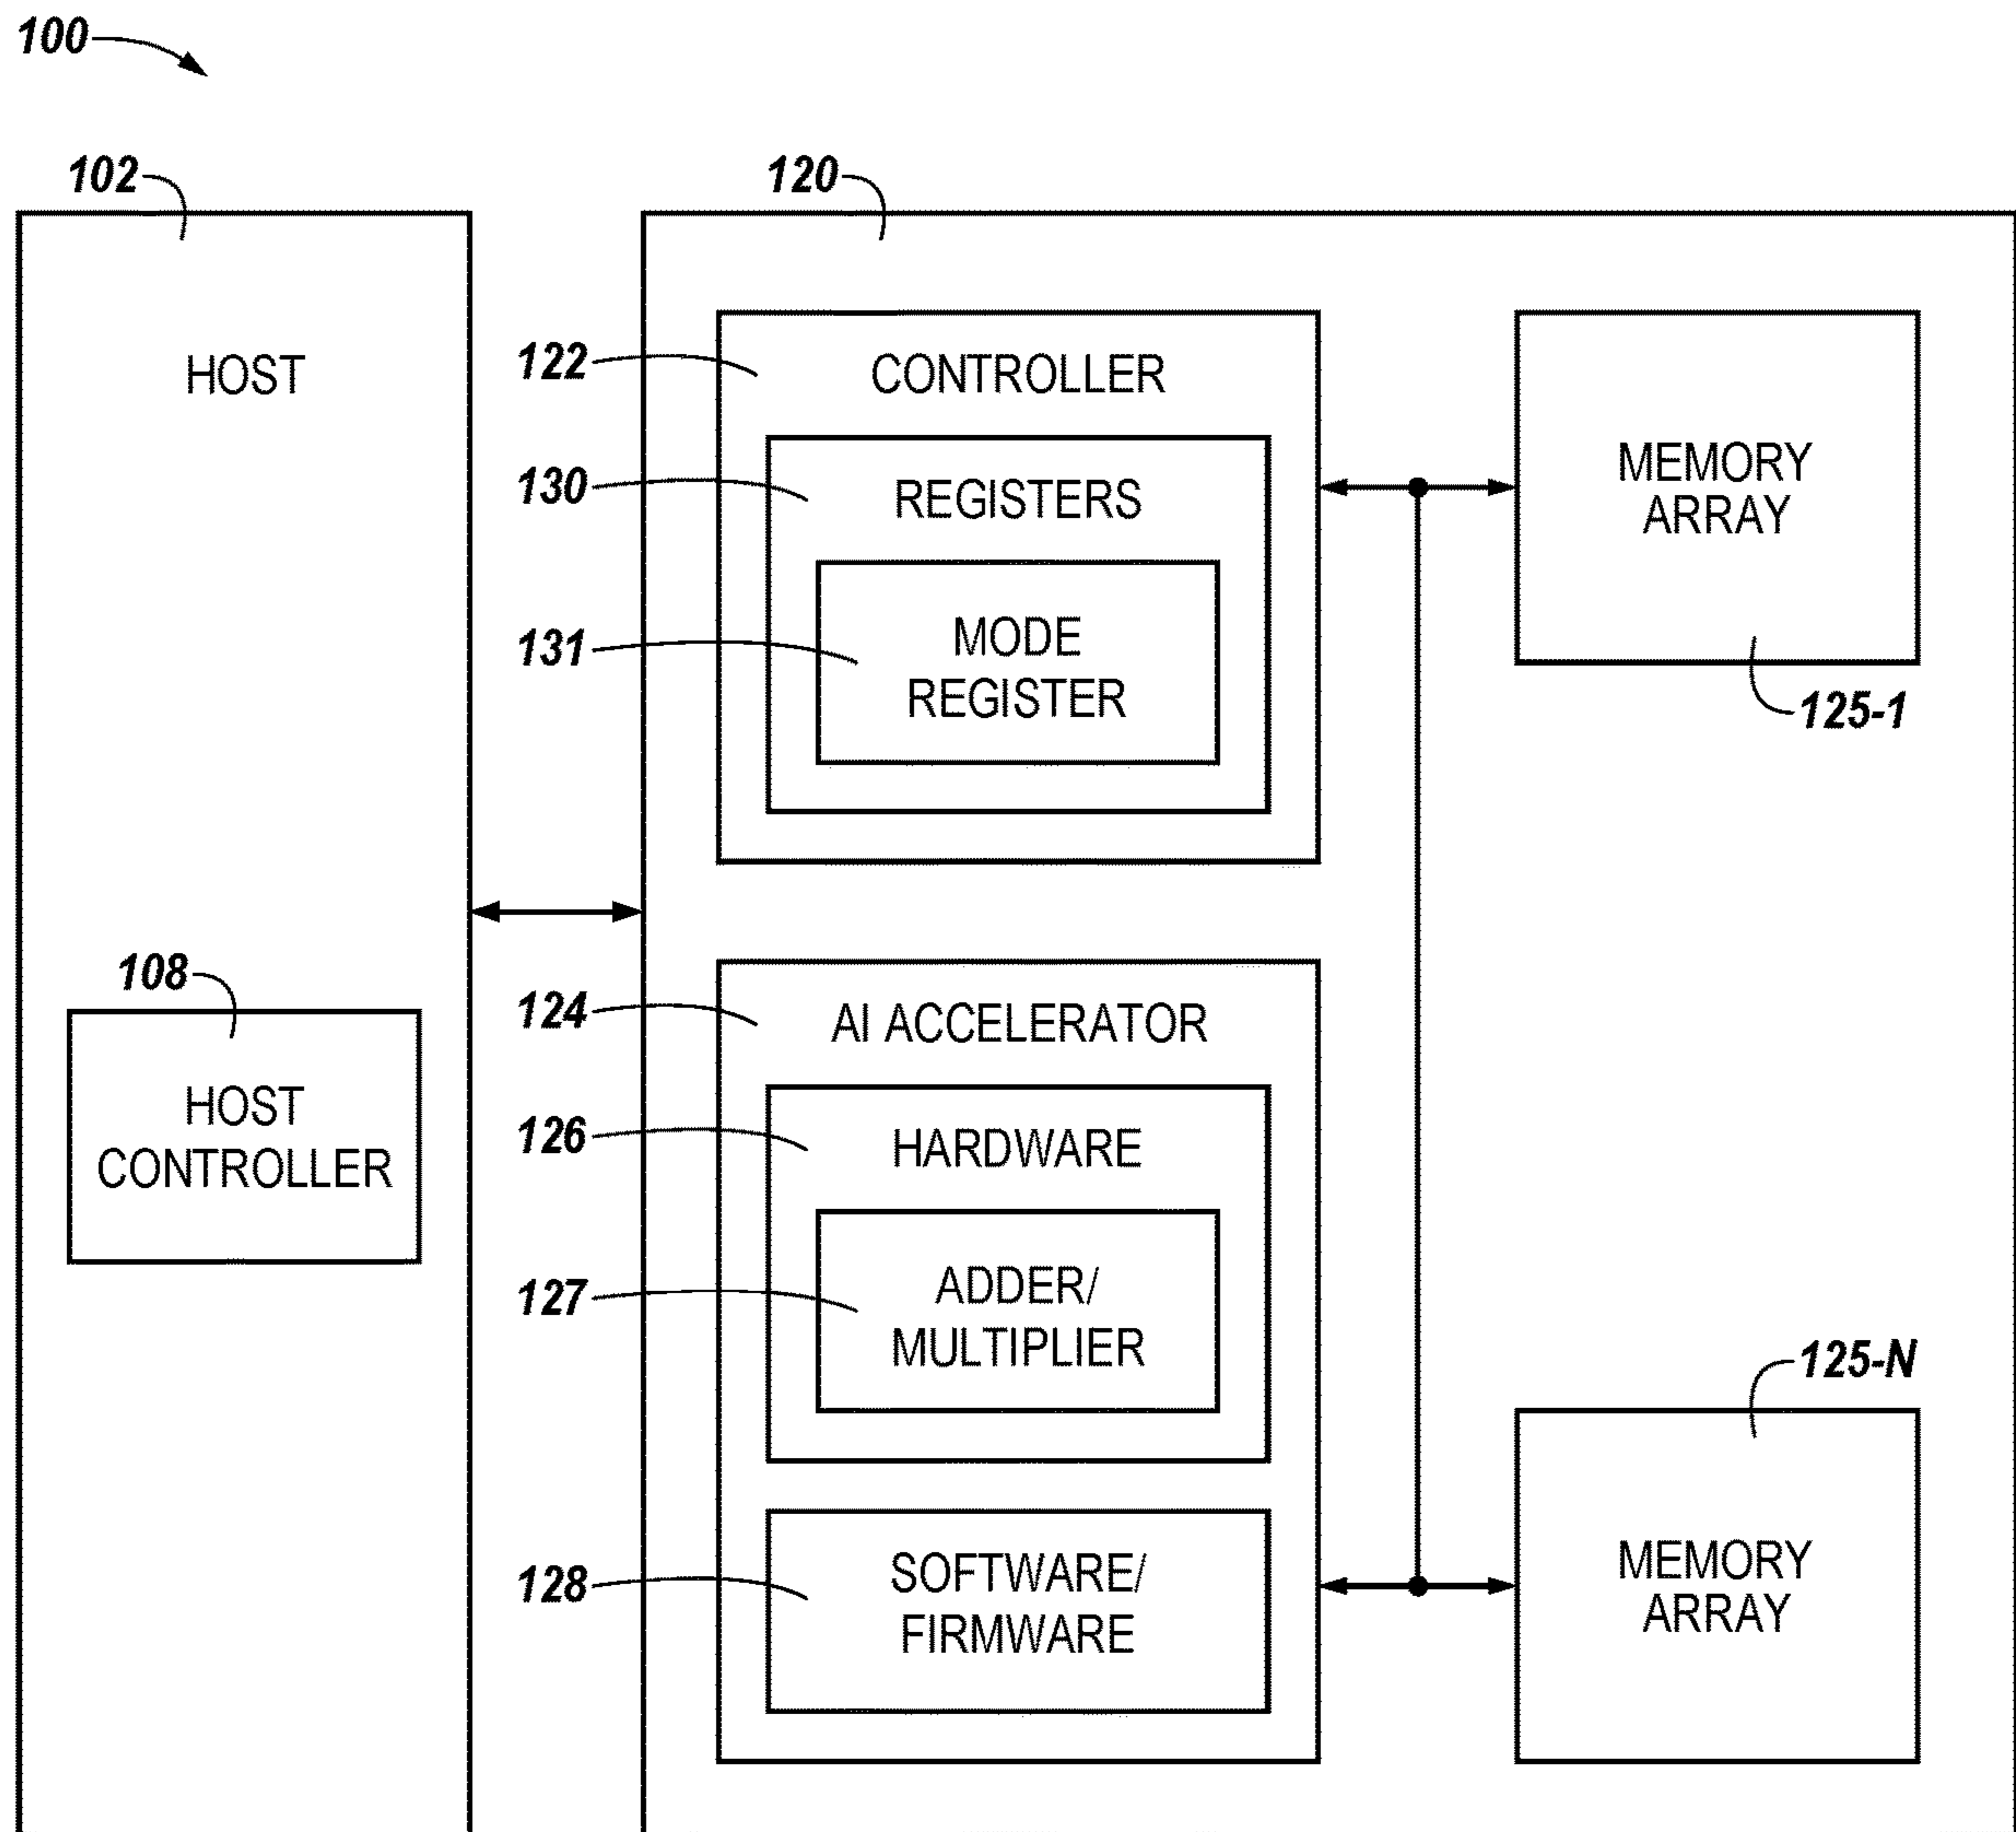 100
102
120
HOST
122
CONTROLLER
130
REGISTERS
131
MODE
REGISTER
MEMORY
ARRAY
125-1
108
HOST
CONTROLLER
124
AI ACCELERATOR
126
HARDWARE
127
ADDER/
MULTIPLIER
128
SOFTWARE/
FIRMWARE
125-N
MEMORY
ARRAY